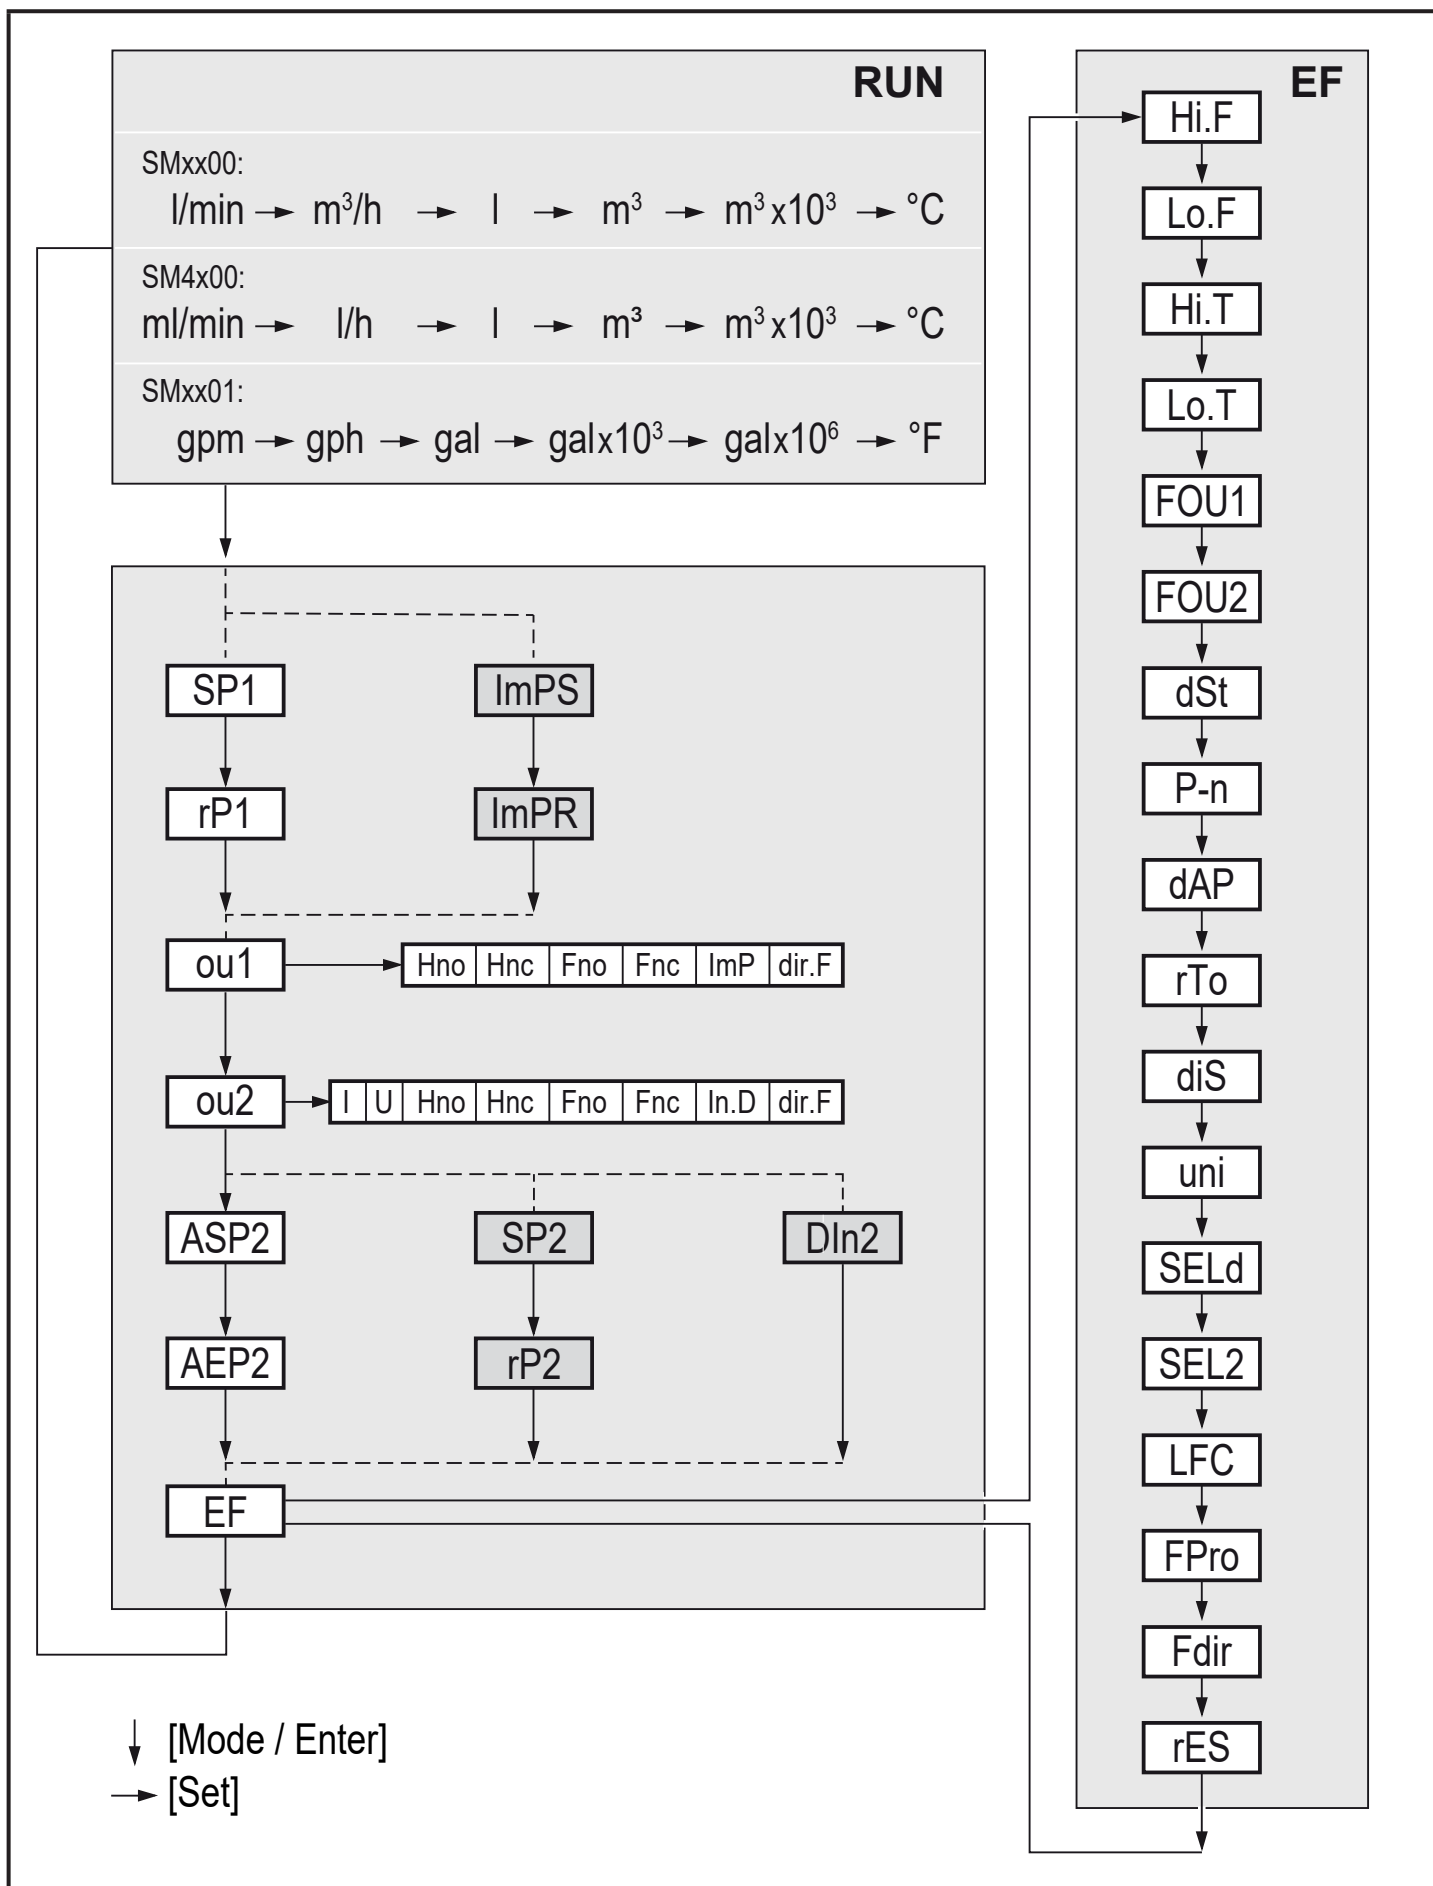 RUN
SMxx00:
l/min → m³/h → l → m³ → m³x10³ → °C
SM4x00:
ml/min → l/h → l → m³ → m³x10³ → °C
SMxx01:
gpm → gph → gal → galx10³ → galx10⁶ → °F
SP1 ImPS
rP1 ImPR
ou1 Hno Hnc Fno Fnc ImP dir.F
ou2 I U Hno Hnc Fno Fnc In.D dir.F
ASP2 SP2 DIn2
AEP2 rP2
EF
[Mode / Enter]
[Set]
EF
Hi.F
Lo.F
Hi.T
Lo.T
FOU1
FOU2
dSt
P-n
dAP
rTo
diS
uni
SELd
SEL2
LFC
FPro
Fdir
rES